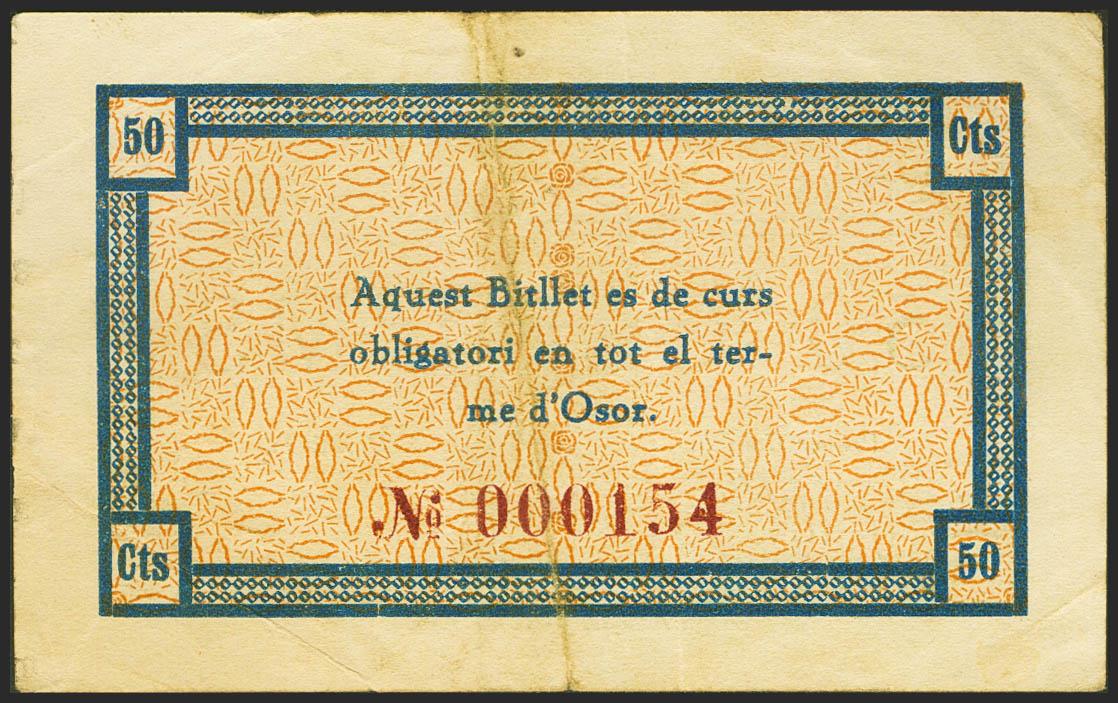 50 Cts
Aquest Bitllet es de curs
obligatori en tot el ter-
me d'Osor.
Nº 000154
Cts 50